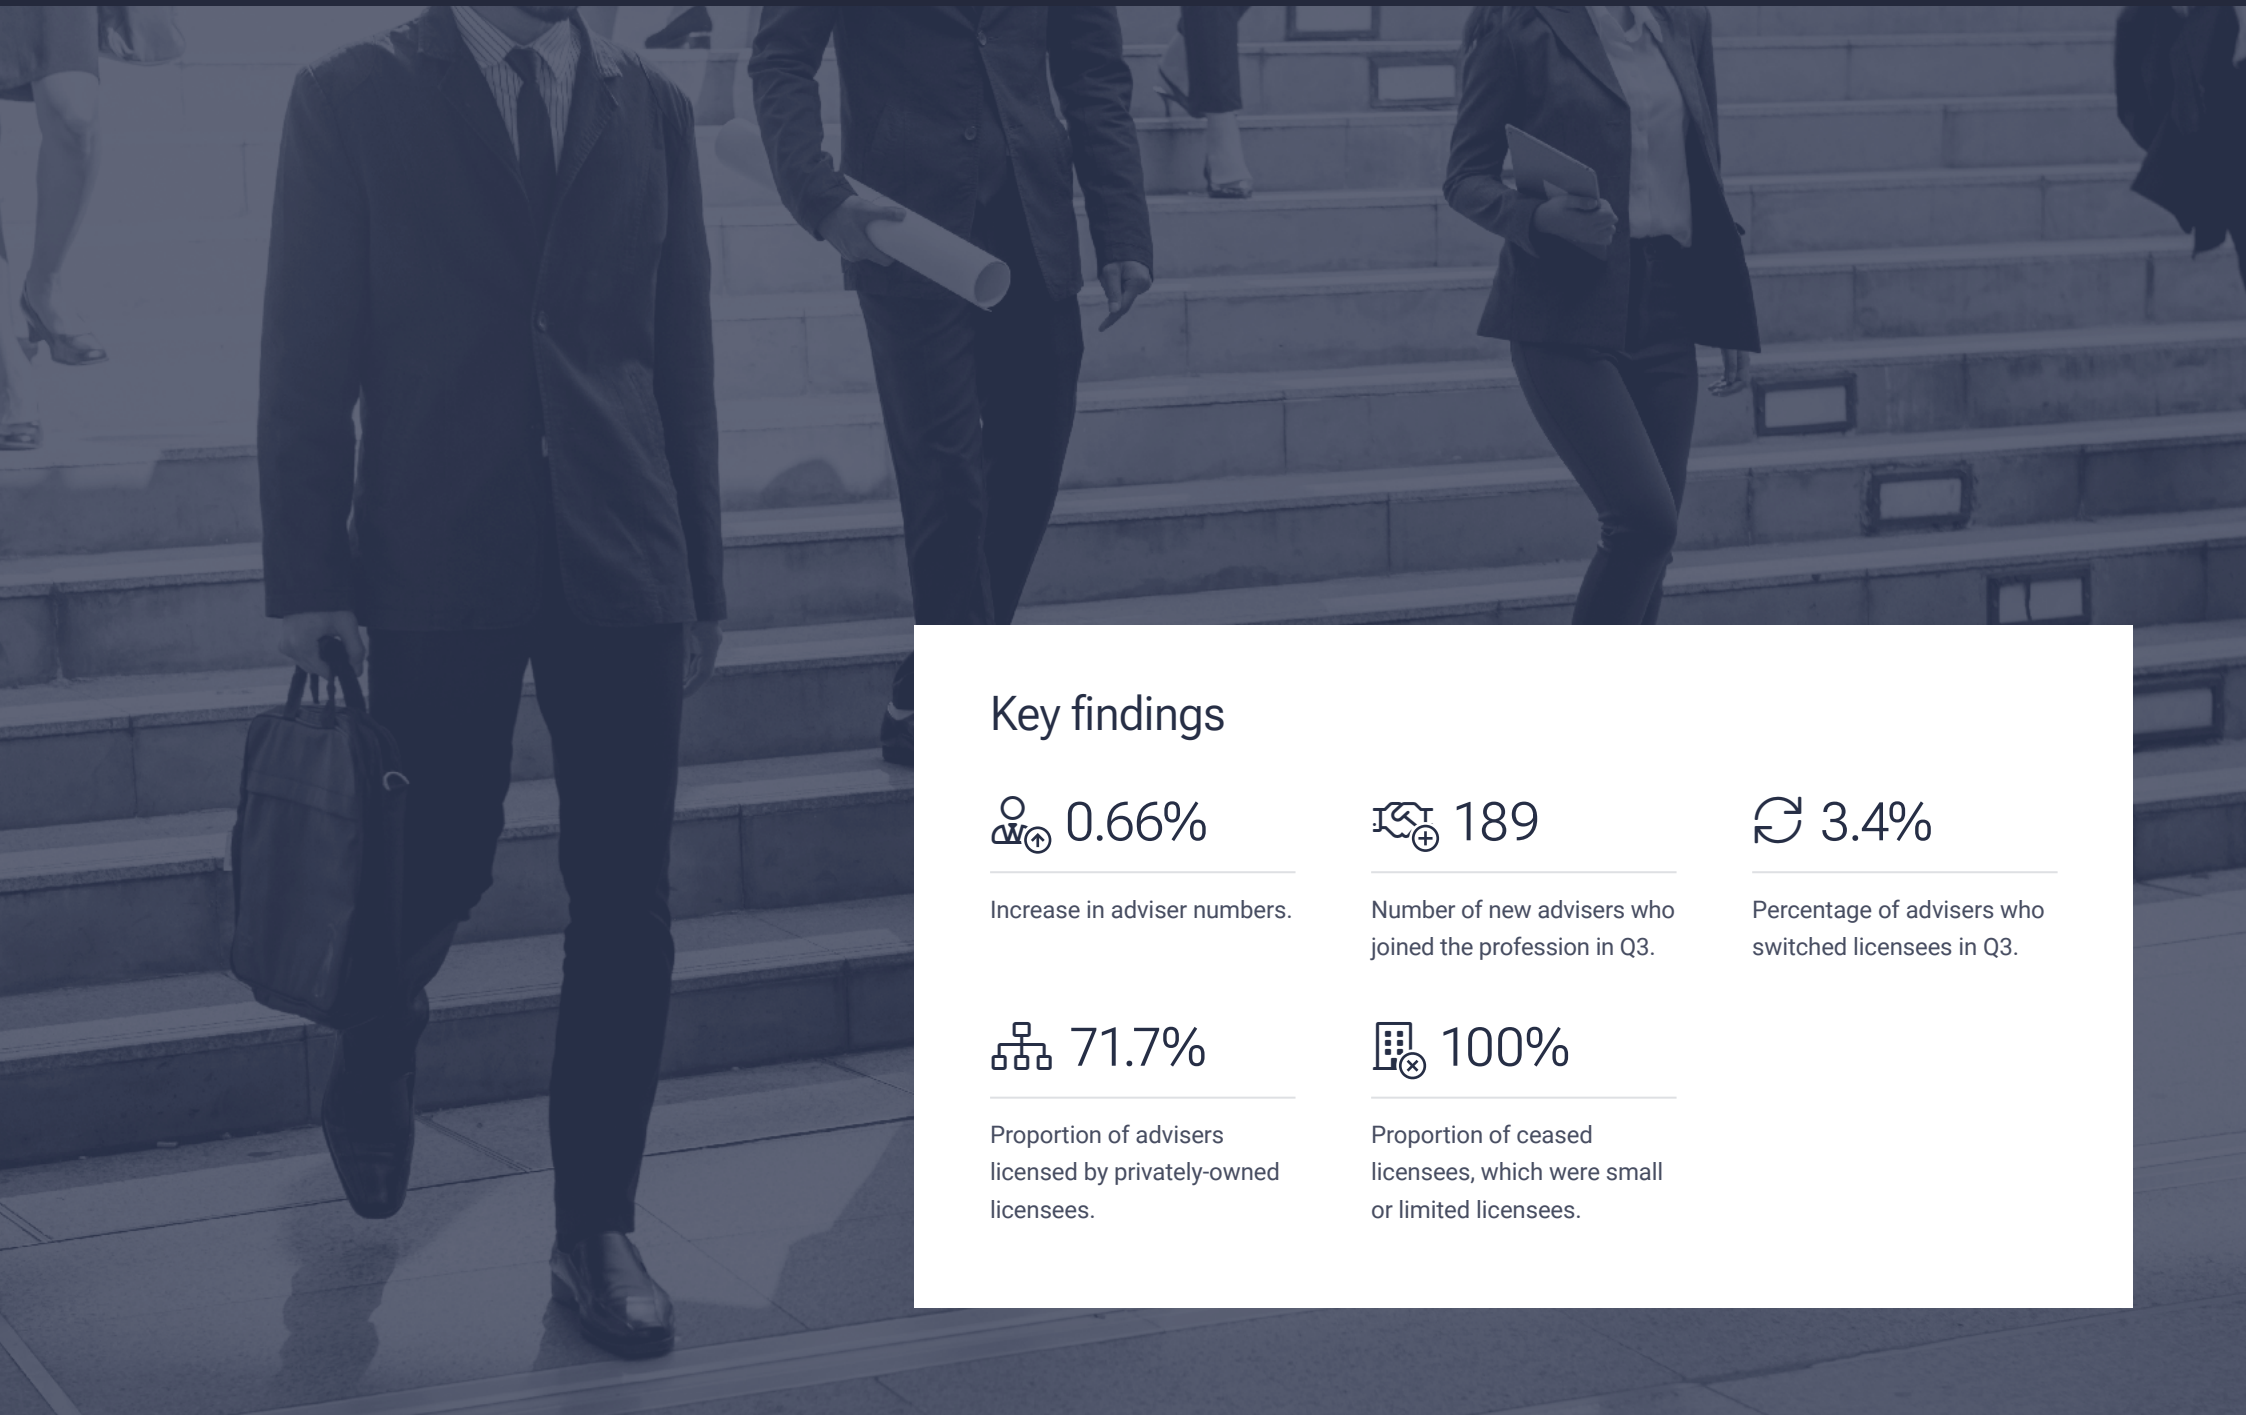 Key findings
0.66%
Increase in adviser numbers.
189
Number of new advisers who
joined the profession in Q3.
3.4%
Percentage of advisers who
switched licensees in Q3.
71.7%
Proportion of advisers
licensed by privately-owned
licensees.
100%
Proportion of ceased
licensees, which were small
or limited licensees.